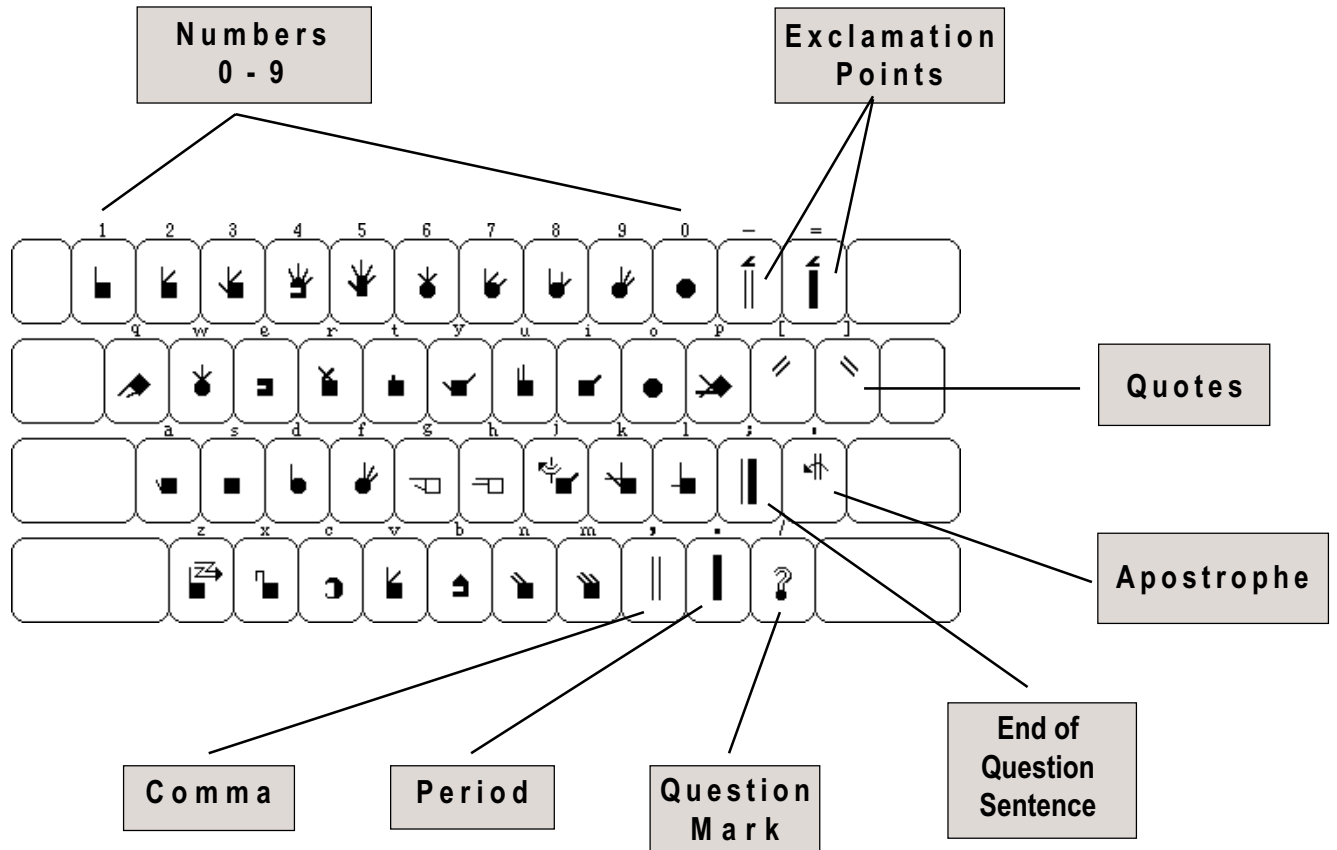 Numbers
0 - 9
Exclamation
Points
1 2 3 4 5 6 7 8 9 0 - =
q w e r t y u i o p [ ]
Quotes
a s d f g h j k l ; '
z x c v b n m , . /
Apostrophe
End of
Question
Sentence
Comma
Period
Question
Mark